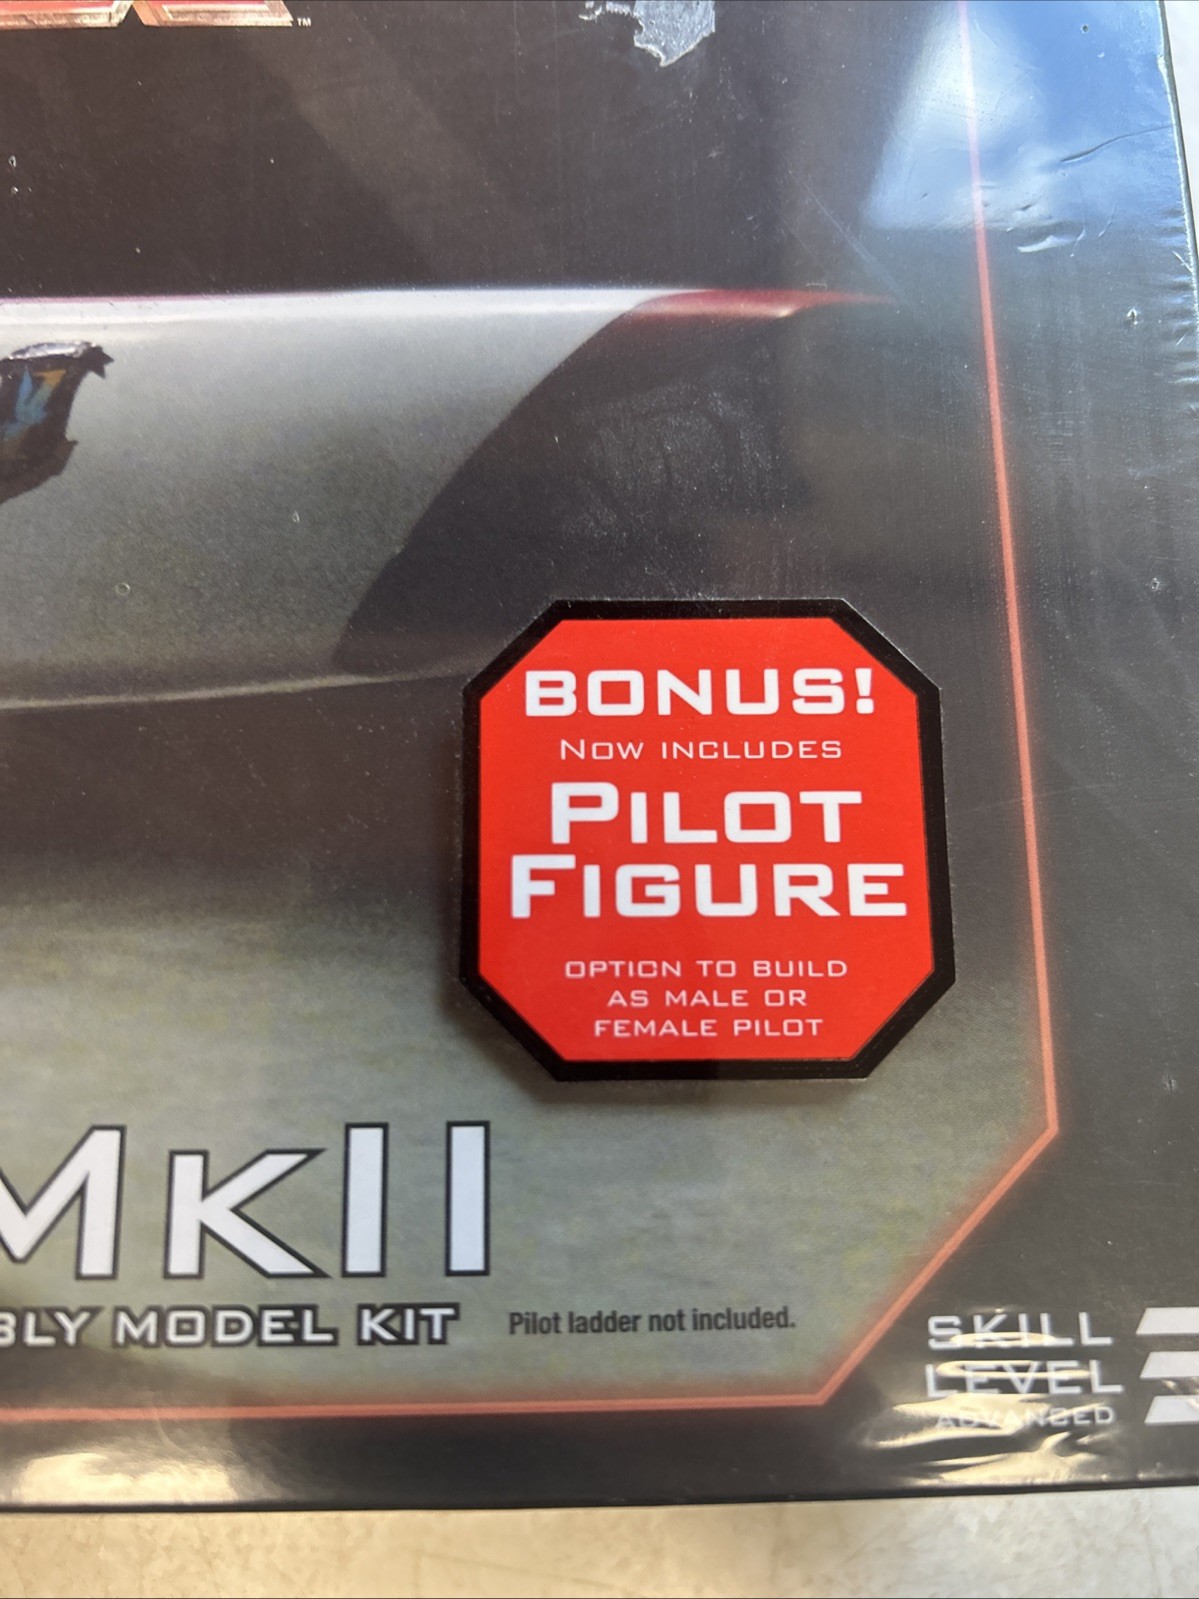 ™
BONUS!
NOW INCLUDES
PILOT
FIGURE
OPTION TO BUILD
AS MALE OR
FEMALE PILOT
MKII
BLY MODEL KIT
Pilot ladder not included.
SKILL
LEVEL
ADVANCED